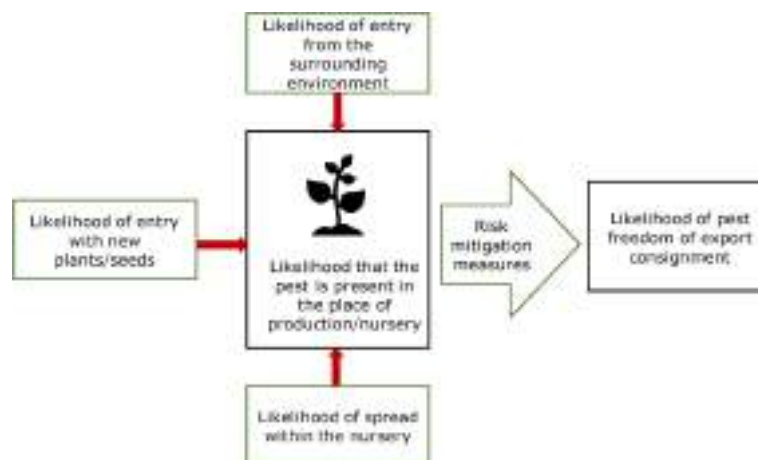 Likelihood of entry
from the
surrounding
environment
Likelihood of entry
with new
plants/seeds
Likelihood that the
pest is present in
the place of
production/nursery
Risk
mitigation
measures
Likelihood of pest
freedom of export
consignment
Likelihood of spread
within the nursery